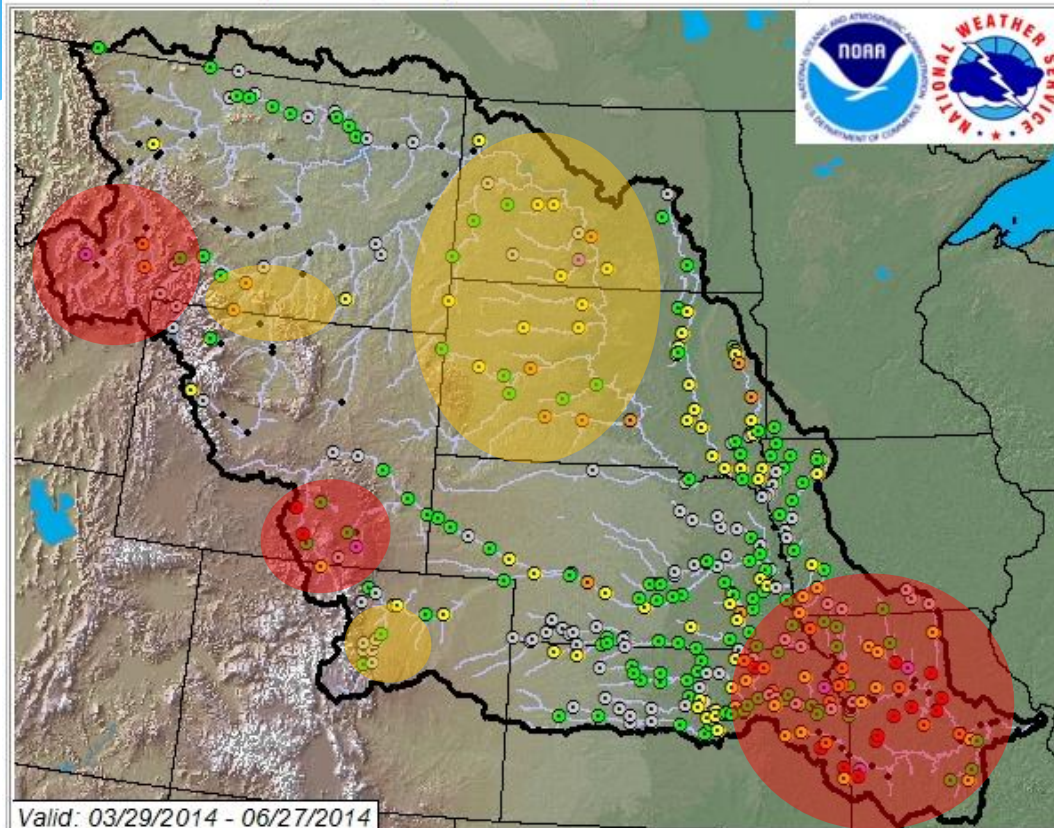 NATIONAL OCEANIC AND ATMOSPHERIC ADMINISTRATION
NOAA
U.S. DEPARTMENT OF COMMERCE
NATIONAL WEATHER SERVICE
Valid: 03/29/2014 - 06/27/2014